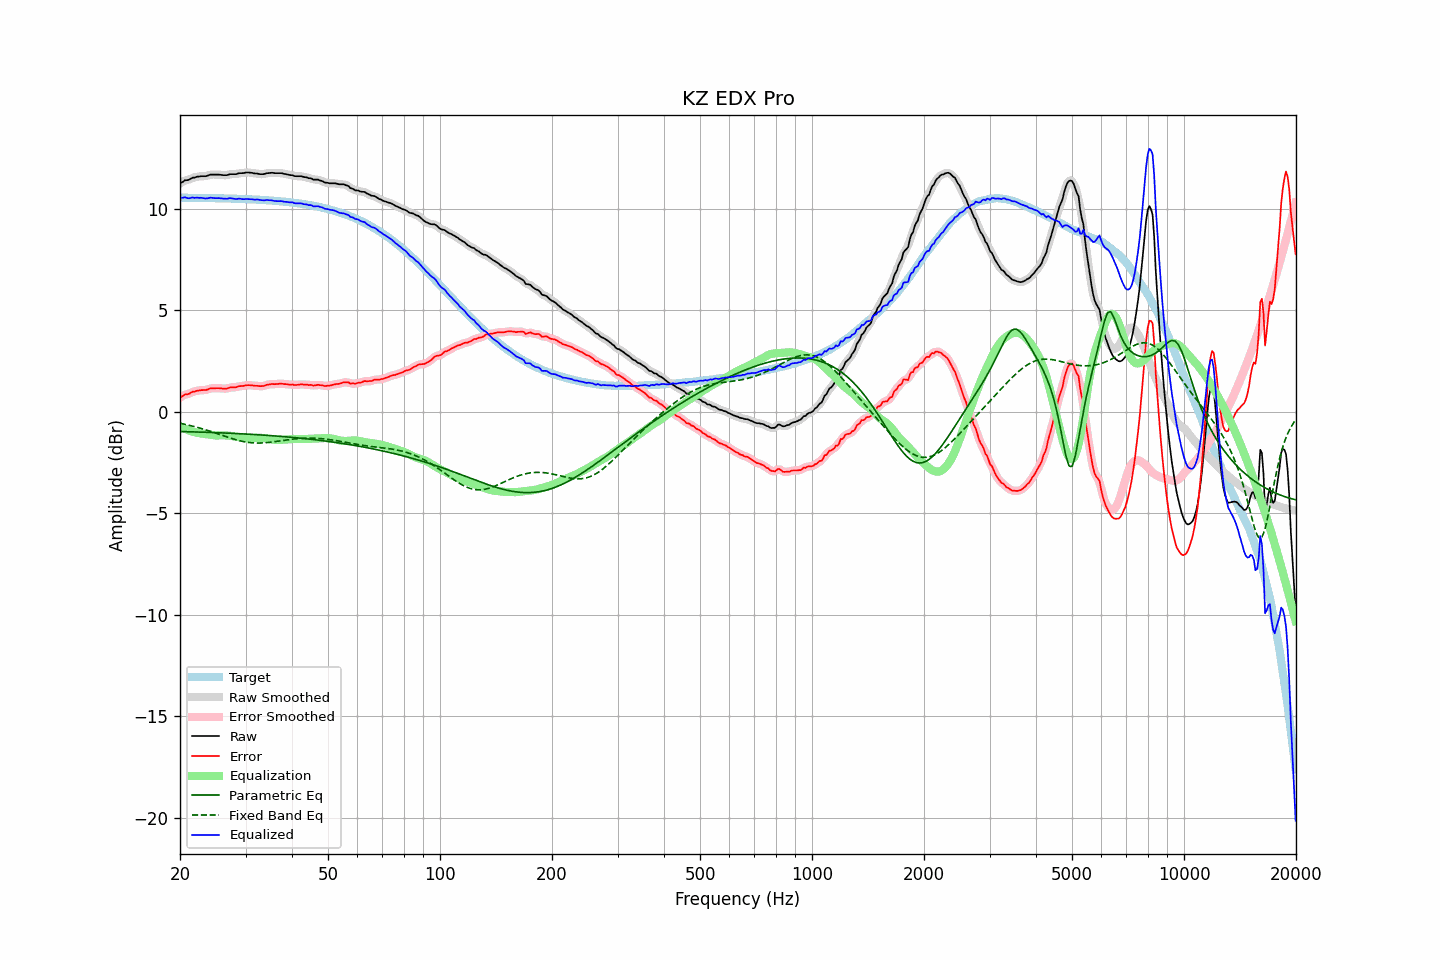 KZ EDX Pro
Amplitude (dBr)
10
5
0
−5
−10
−15
−20
Target
Raw Smoothed
Error Smoothed
Raw
Error
Equalization
Parametric Eq
Fixed Band Eq
Equalized
20 50 100 200 500 1000 2000 5000 10000 20000
Frequency (Hz)